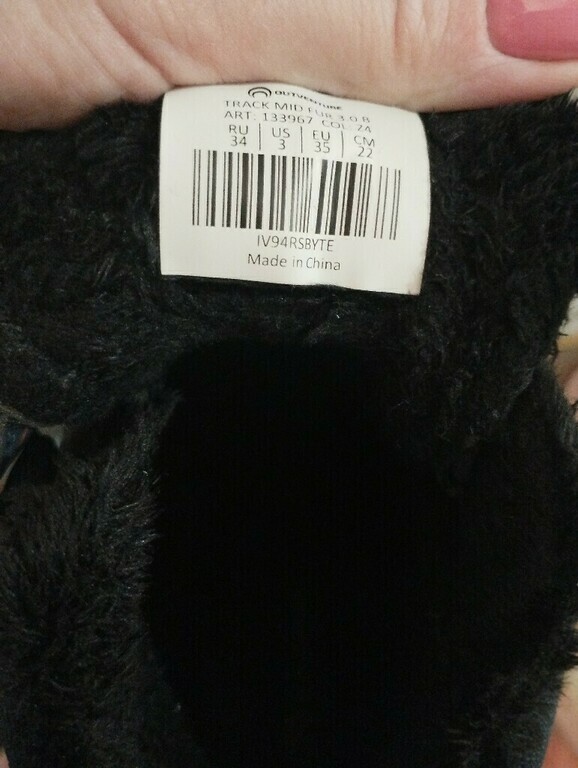 OUTVENTURE
TRACK MID FUR 3.0 B
ART: 133967 COL: Z4
RU US EU CM
34 3 35 22
IV94RSBYTE
Made in China